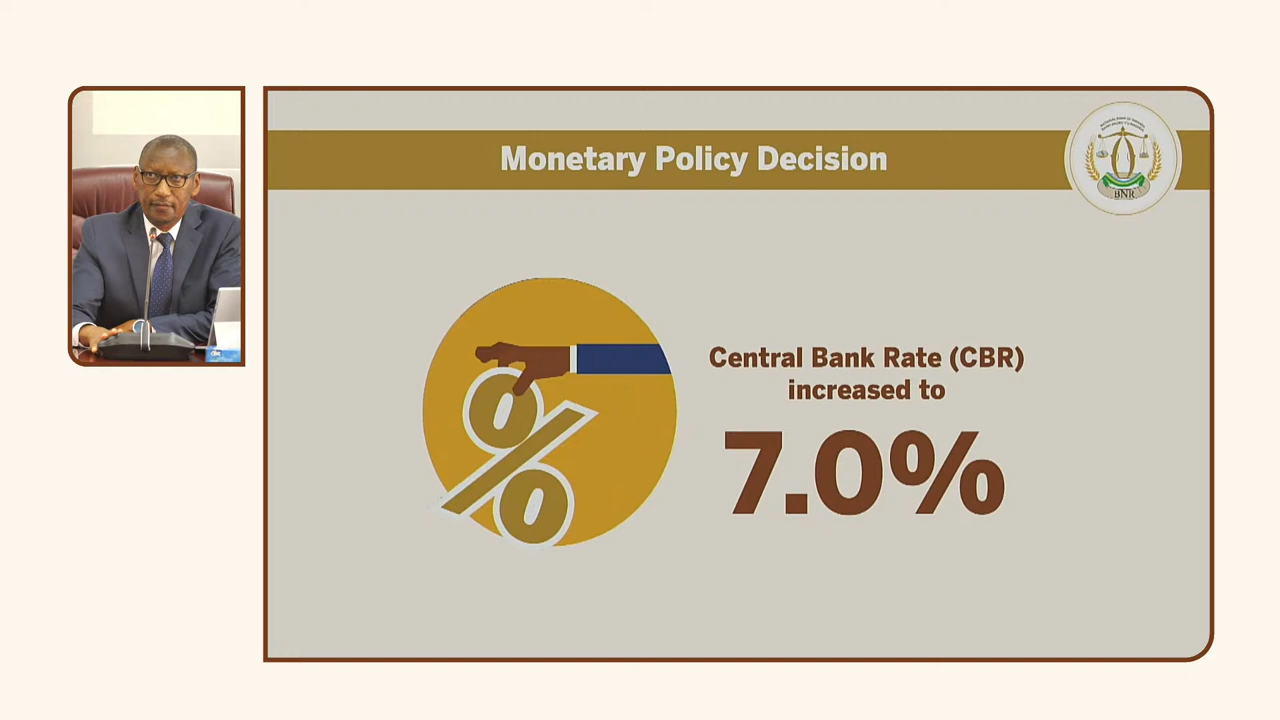 Monetary Policy Decision
BNR
Central Bank Rate (CBR)
increased to
%
7.0%